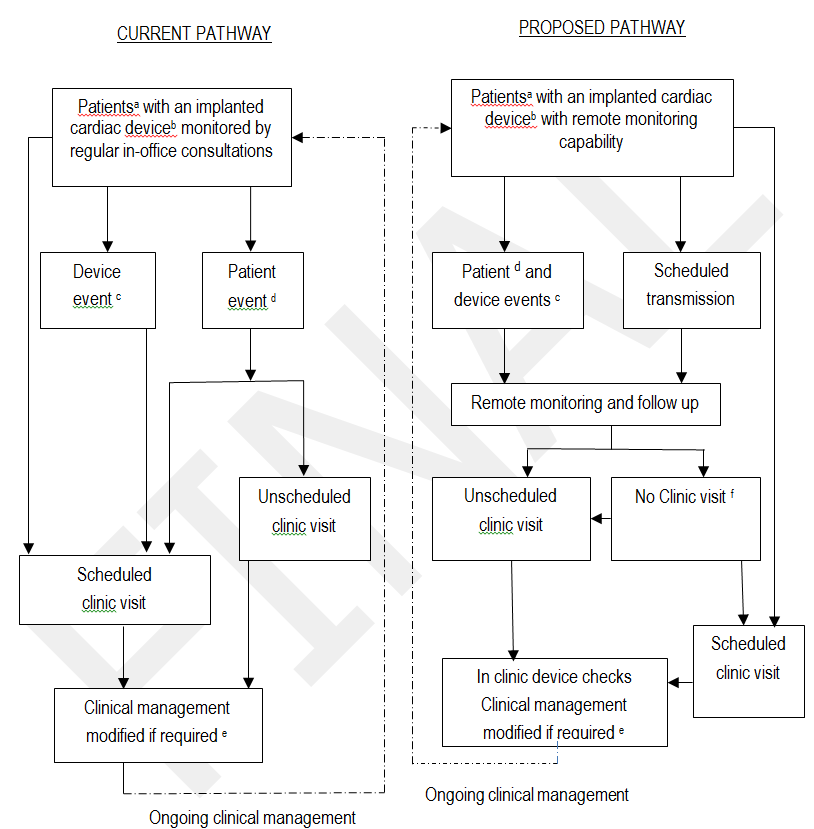 CURRENT PATHWAY
Patientsᵃ with an implanted
cardiac deviceᵇ monitored by
regular in-office consultations
Device
event ᶜ
Patient
event ᵈ
Unscheduled
clinic visit
Scheduled
clinic visit
Clinical management
modified if required ᵉ
Ongoing clinical management
PROPOSED PATHWAY
Patientsᵃ with an implanted cardiac
deviceᵇ with remote monitoring
capability
Patient ᵈ and
device events ᶜ
Scheduled
transmission
Remote monitoring and follow up
Unscheduled
clinic visit
No Clinic visit ᶠ
Scheduled
clinic visit
In clinic device checks
Clinical management
modified if required ᵉ
Ongoing clinical management
FINAL